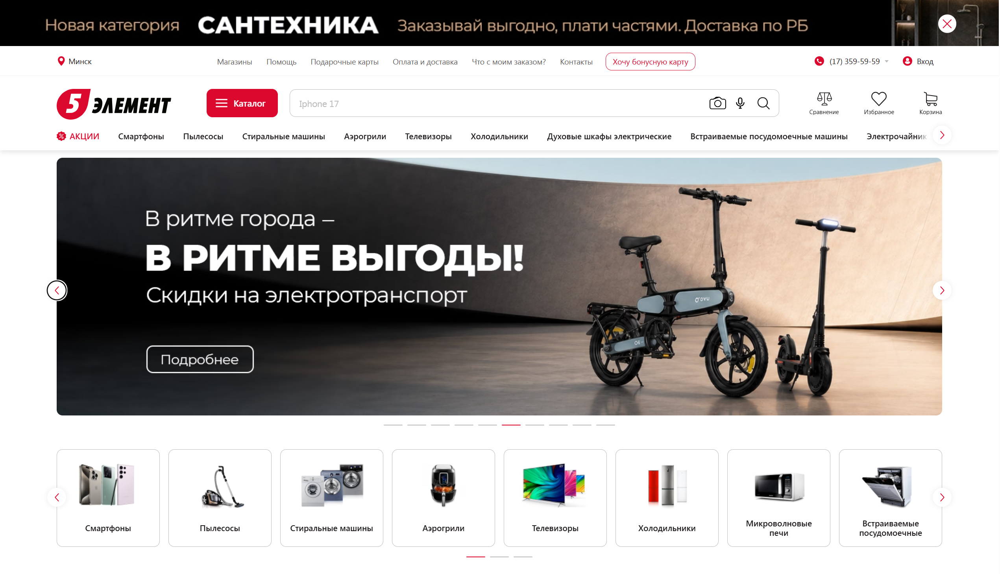 Новая категория САНТЕХНИКА Заказывай выгодно, плати частями. Доставка по РБ
Минск Магазины Помощь Подарочные карты Оплата и доставка Что с моим заказом? Контакты Хочу бонусную карту (17) 359-59-59 Вход
5 ЭЛЕМЕНТ Каталог Iphone 17
Сравнение Избранное Корзина
АКЦИИ Смартфоны Пылесосы Стиральные машины Аэрогрили Телевизоры Холодильники Духовые шкафы электрические Встраиваемые посудомоечные машины Электрочайник
В ритме города –
В РИТМЕ ВЫГОДЫ!
Скидки на электротранспорт
DYU
Подробнее
65"
Смартфоны Пылесосы Стиральные машины Аэрогрили Телевизоры Холодильники Микроволновые печи Встраиваемые посудомоечные